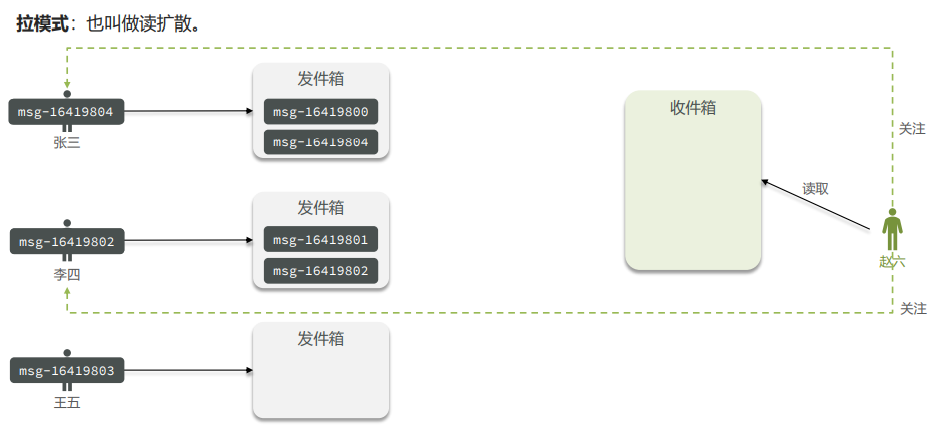 拉模式：也叫做读扩散。
发件箱
msg-16419800
msg-16419804
msg-16419804
张三
收件箱
关注
读取
赵六
发件箱
msg-16419801
msg-16419802
msg-16419802
李四
关注
发件箱
msg-16419803
王五